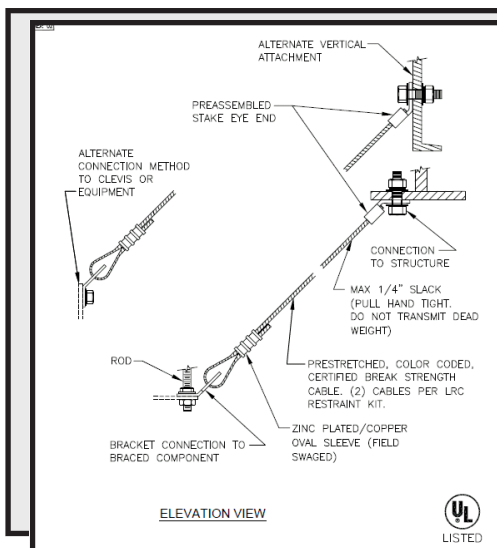 ALTERNATE VERTICAL
ATTACHMENT
PREASSEMBLED
STAKE EYE END
ALTERNATE
CONNECTION METHOD
TO CLEVIS OR
EQUIPMENT
CONNECTION
TO STRUCTURE
MAX 1/4" SLACK
(PULL HAND TIGHT.
DO NOT TRANSMIT DEAD
WEIGHT)
ROD
PRESTRETCHED, COLOR CODED,
CERTIFIED BREAK STRENGTH
CABLE. (2) CABLES PER LRC
RESTRAINT KIT.
ZINC PLATED/COPPER
OVAL SLEEVE (FIELD
SWAGED)
BRACKET CONNECTION TO
BRACED COMPONENT
ELEVATION VIEW
UL
LISTED